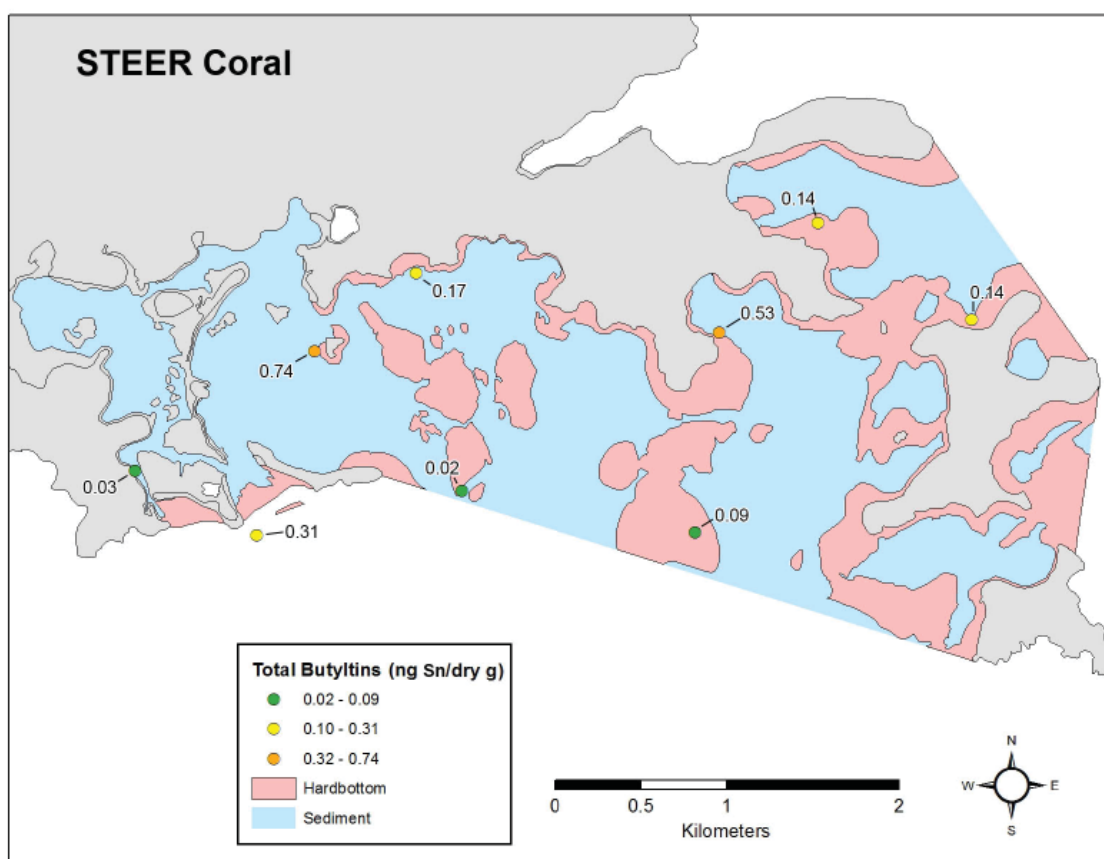 STEER Coral
0.14
0.17
0.14
0.53
0.74
0.03
0.02
0.09
0.31
Total Butyltins (ng Sn/dry g)
0.02 - 0.09
0.10 - 0.31
0.32 - 0.74
Hardbottom
Sediment
0 0.5 1 2
Kilometers
N
W E
S